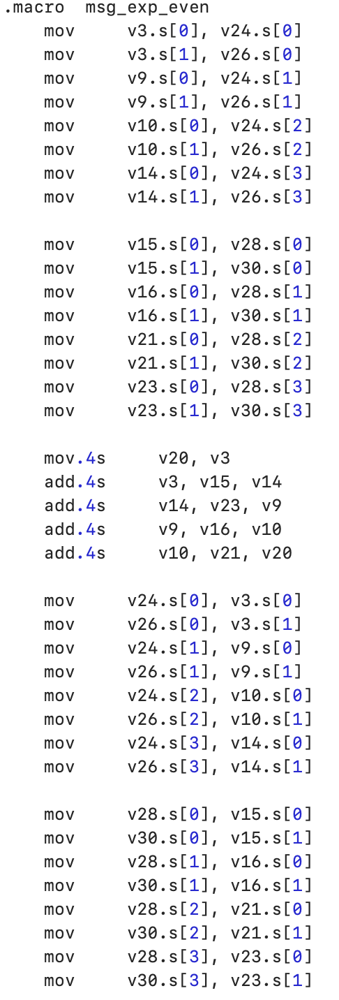 .macro  msg_exp_even
    mov     v3.s[0], v24.s[0]
    mov     v3.s[1], v26.s[0]
    mov     v9.s[0], v24.s[1]
    mov     v9.s[1], v26.s[1]
    mov     v10.s[0], v24.s[2]
    mov     v10.s[1], v26.s[2]
    mov     v14.s[0], v24.s[3]
    mov     v14.s[1], v26.s[3]

    mov     v15.s[0], v28.s[0]
    mov     v15.s[1], v30.s[0]
    mov     v16.s[0], v28.s[1]
    mov     v16.s[1], v30.s[1]
    mov     v21.s[0], v28.s[2]
    mov     v21.s[1], v30.s[2]
    mov     v23.s[0], v28.s[3]
    mov     v23.s[1], v30.s[3]

    mov.4s     v20, v3
    add.4s     v3, v15, v14
    add.4s     v14, v23, v9
    add.4s     v9, v16, v10
    add.4s     v10, v21, v20

    mov     v24.s[0], v3.s[0]
    mov     v26.s[0], v3.s[1]
    mov     v24.s[1], v9.s[0]
    mov     v26.s[1], v9.s[1]
    mov     v24.s[2], v10.s[0]
    mov     v26.s[2], v10.s[1]
    mov     v24.s[3], v14.s[0]
    mov     v26.s[3], v14.s[1]

    mov     v28.s[0], v15.s[0]
    mov     v30.s[0], v15.s[1]
    mov     v28.s[1], v16.s[0]
    mov     v30.s[1], v16.s[1]
    mov     v28.s[2], v21.s[0]
    mov     v30.s[2], v21.s[1]
    mov     v28.s[3], v23.s[0]
    mov     v30.s[3], v23.s[1]